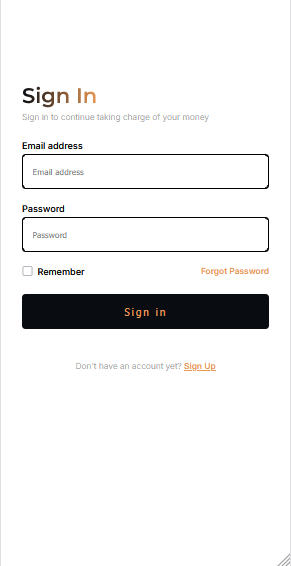 Sign In
Sign in to continue taking charge of your money
Email address
Email address
Password
Password
Remember Forgot Password
Sign in
Don't have an account yet? Sign Up